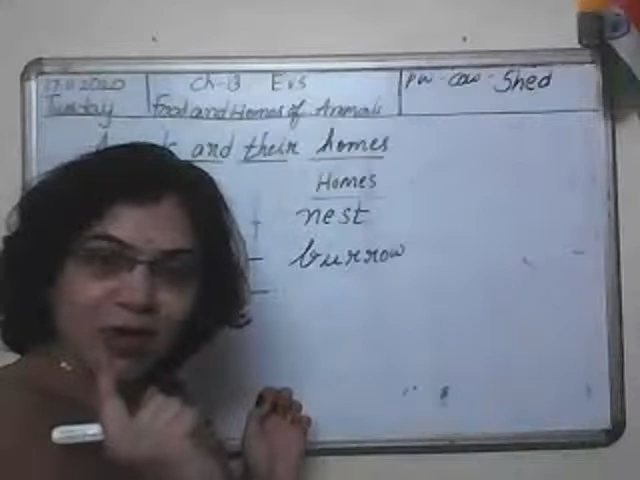 17.11.2020
Tuesday
Ch-13 Evs
Food and Homes of Animals
PW - Cow - Shed
and their homes
Homes
nest
burrow